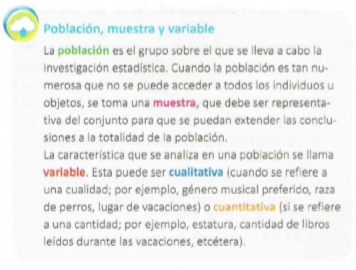 Población, muestra y variable
La población es el grupo sobre el que se lleva a cabo la
investigación estadística. Cuando la población es tan nu-
merosa que no se puede acceder a todos los individuos u
objetos, se toma una muestra, que debe ser representa-
tiva del conjunto para que se puedan extender las conclu-
siones a la totalidad de la población.
La característica que se analiza en una población se llama
variable. Esta puede ser cualitativa (cuando se refiere a
una cualidad; por ejemplo, género musical preferido, raza
de perros, lugar de vacaciones) o cuantitativa (si se refiere
a una cantidad; por ejemplo, estatura, cantidad de libros
leídos durante las vacaciones, etcétera).